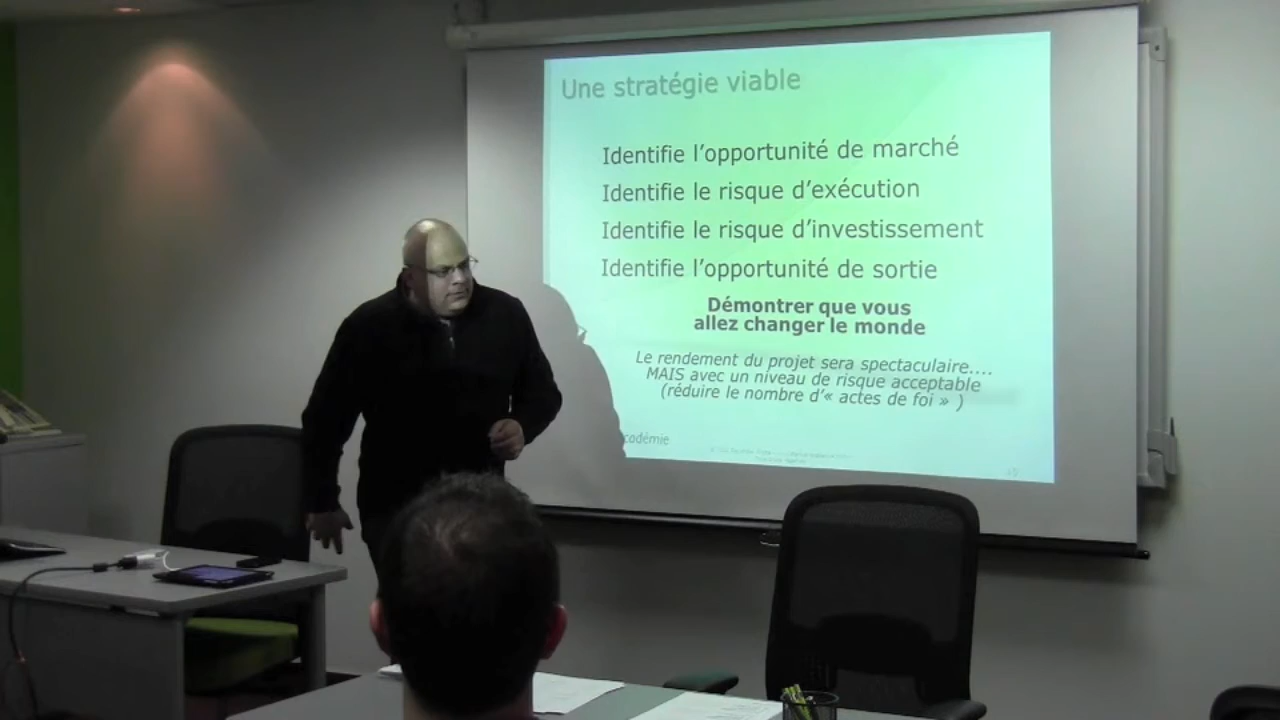 Une stratégie viable
Identifie l’opportunité de marché
Identifie le risque d’exécution
Identifie le risque d’investissement
Identifie l’opportunité de sortie
Démontrer que vous
allez changer le monde
Le rendement du projet sera spectaculaire....
MAIS avec un niveau de risque acceptable
(réduire le nombre d’« actes de foi » )
cadémie